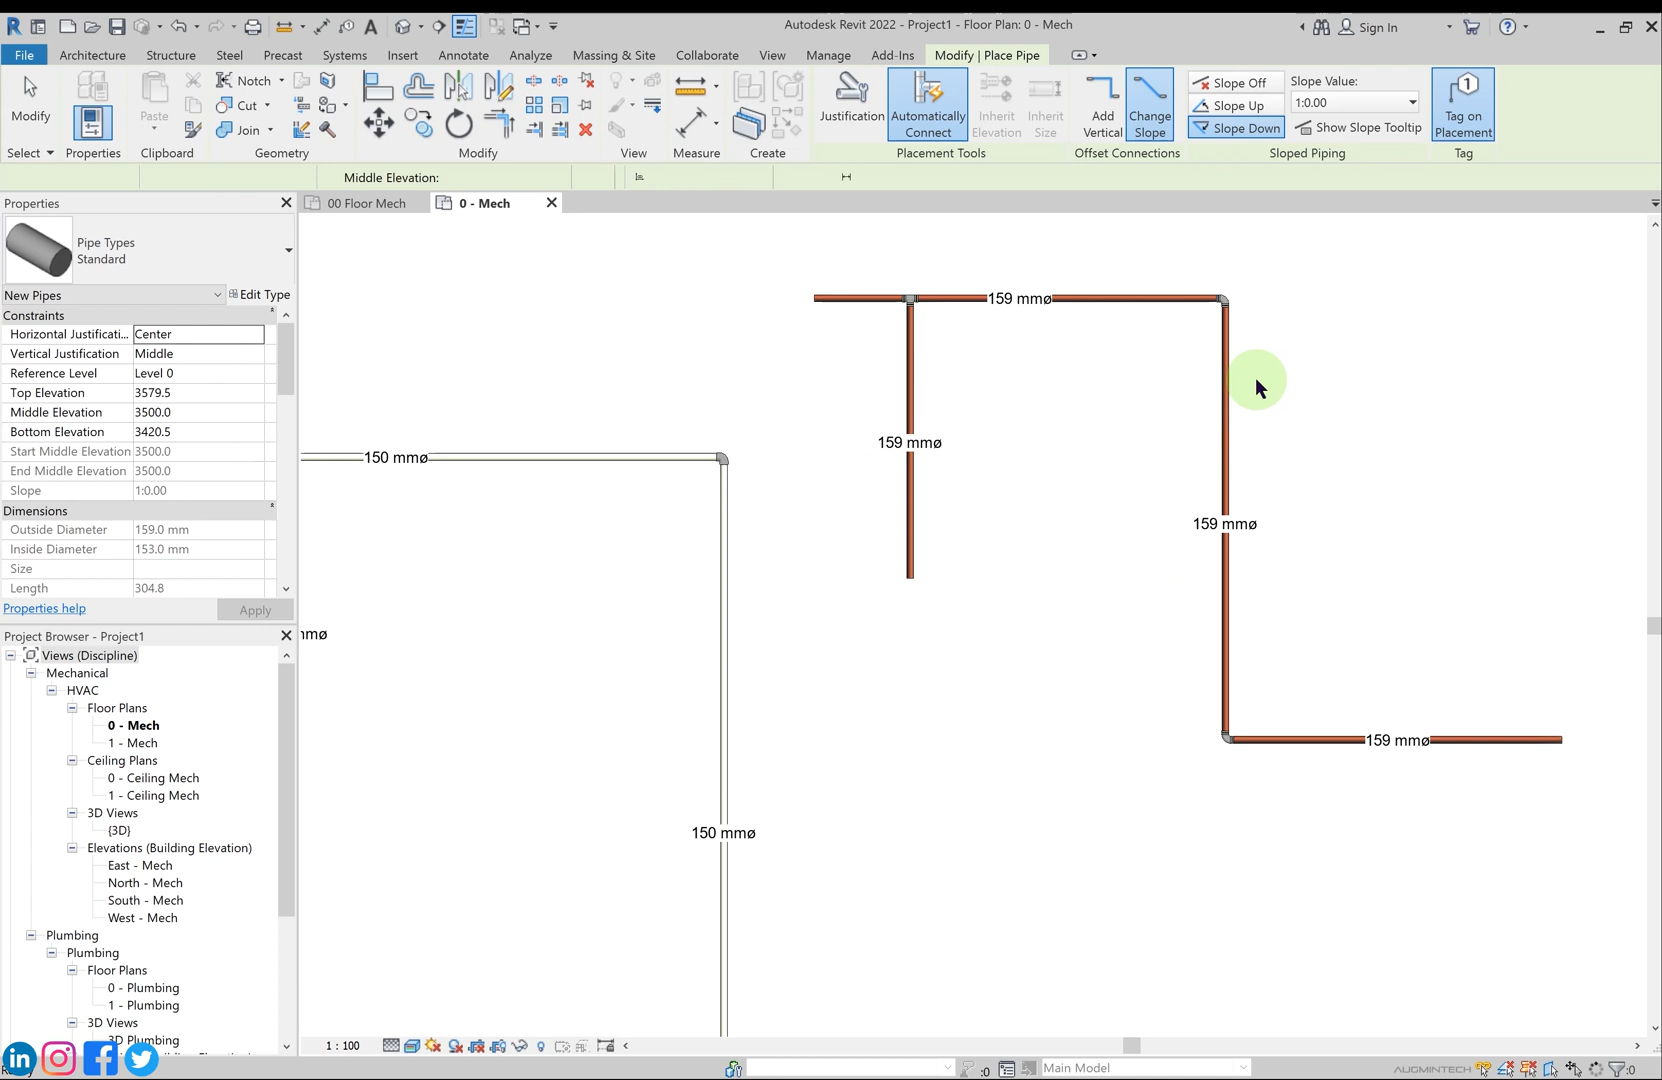 Autodesk Revit 2022 - Project1 - Floor Plan: 0 - Mech
Sign In
File Architecture Structure Steel Precast Systems Insert Annotate Analyze Massing & Site Collaborate View Manage Add-Ins Modify | Place Pipe
Modify
Paste
Notch
Cut
Join
Justification
Automatically Connect
Inherit Elevation
Inherit Size
Add Vertical
Change Slope
Slope Off
Slope Up
Slope Down
Slope Value:
1:0.00
Show Slope Tooltip
Tag on Placement
Select Properties Clipboard Geometry Modify View Measure Create Placement Tools Offset Connections Sloped Piping Tag
Middle Elevation:
Properties
00 Floor Mech
0 - Mech
Pipe Types
Standard
New Pipes
Edit Type
Constraints
Horizontal Justificati... Center
Vertical Justification Middle
Reference Level Level 0
Top Elevation 3579.5
Middle Elevation 3500.0
Bottom Elevation 3420.5
Start Middle Elevation 3500.0
End Middle Elevation 3500.0
Slope 1:0.00
Dimensions
Outside Diameter 159.0 mm
Inside Diameter 153.0 mm
Size
Length 304.8
Properties help
Apply
Project Browser - Project1
Views (Discipline)
Mechanical
HVAC
Floor Plans
0 - Mech
1 - Mech
Ceiling Plans
0 - Ceiling Mech
1 - Ceiling Mech
3D Views
{3D}
Elevations (Building Elevation)
East - Mech
North - Mech
South - Mech
West - Mech
Plumbing
Plumbing
Floor Plans
0 - Plumbing
1 - Plumbing
3D Views
3D Plumbing
159 mmø
159 mmø
150 mmø
159 mmø
mmø
159 mmø
150 mmø
1 : 100
:0
Main Model
AUGMINTECH
:0